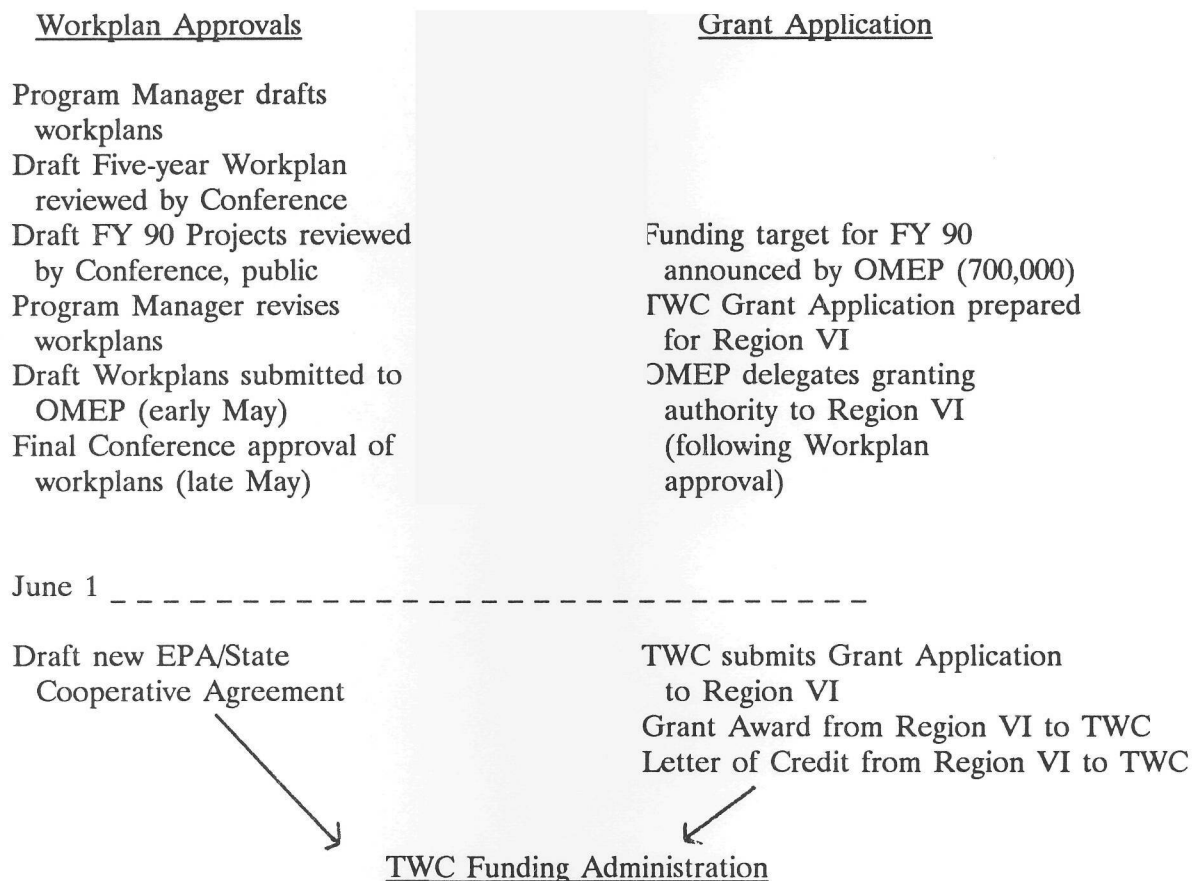 Workplan Approvals
Program Manager drafts
workplans
Draft Five-year Workplan
reviewed by Conference
Draft FY 90 Projects reviewed
by Conference, public
Program Manager revises
workplans
Draft Workplans submitted to
OMEP (early May)
Final Conference approval of
workplans (late May)
Grant Application
Funding target for FY 90
announced by OMEP (700,000)
TWC Grant Application prepared
for Region VI
OMEP delegates granting
authority to Region VI
(following Workplan
approval)
June 1
Draft new EPA/State
Cooperative Agreement
TWC submits Grant Application
to Region VI
Grant Award from Region VI to TWC
Letter of Credit from Region VI to TWC
TWC Funding Administration